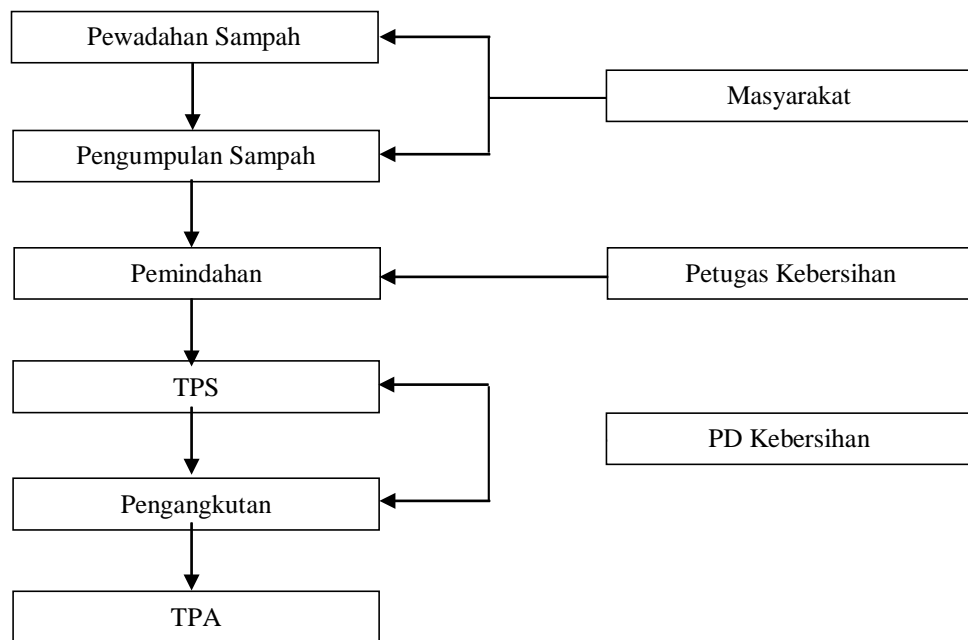 Pewadahan Sampah
Masyarakat
Pengumpulan Sampah
Pemindahan
Petugas Kebersihan
TPS
PD Kebersihan
Pengangkutan
TPA